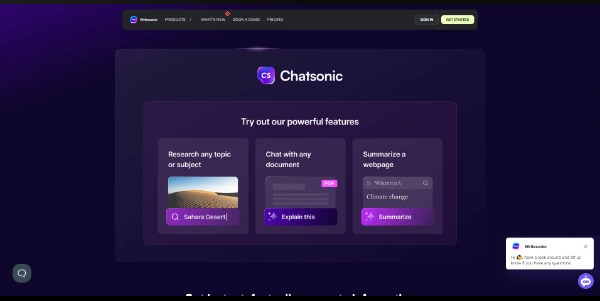 Writesonic
PRODUCTS
WHAT'S NEW
BOOK A DEMO
PRICING
SIGN IN
GET STARTED
CS
Chatsonic
Try out our powerful features
Research any topic
or subject
Sahara Desert
Chat with any
document
PDF
Explain this
Summarize a
webpage
WIKIPEDIA
Climate change
Summarize
Writesonic
Hi 👋, have a look around and let us
know if you have any questions.